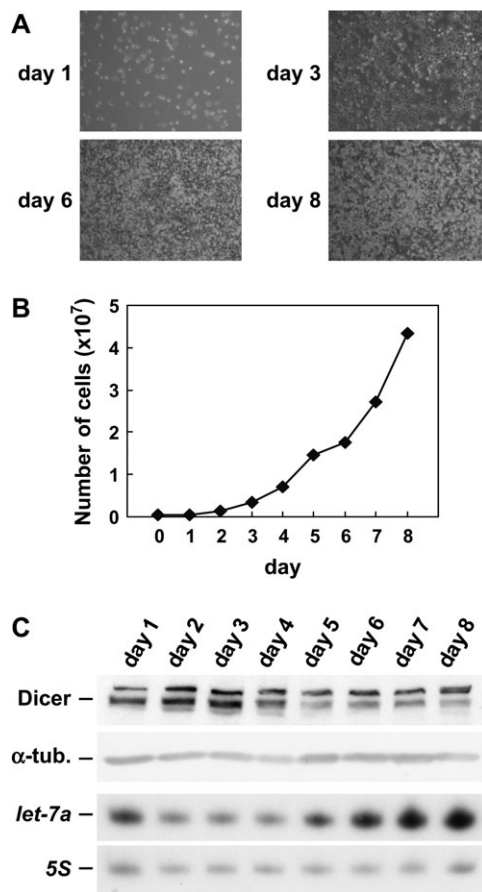 A
day 1
day 3
day 6
day 8
B
Number of cells (x10⁷)
5
4
3
2
1
0
0 1 2 3 4 5 6 7 8
day
C
day 1 day 2 day 3 day 4 day 5 day 6 day 7 day 8
Dicer –
α-tub. –
let-7a –
5S –